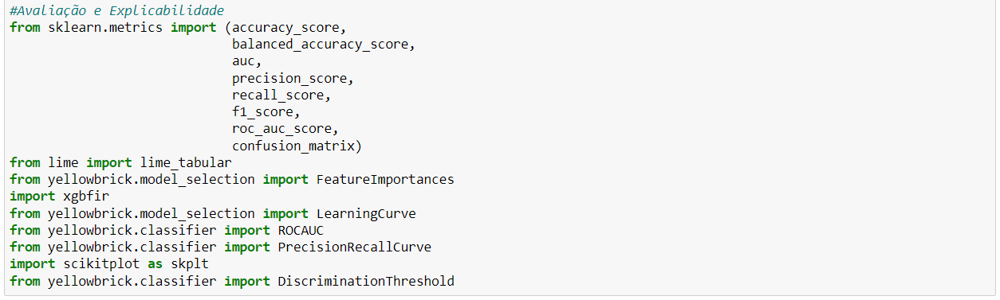 #Avaliação e Explicabilidade
from sklearn.metrics import (accuracy_score,
                             balanced_accuracy_score,
                             auc,
                             precision_score,
                             recall_score,
                             f1_score,
                             roc_auc_score,
                             confusion_matrix)
from lime import lime_tabular
from yellowbrick.model_selection import FeatureImportances
import xgbfir
from yellowbrick.model_selection import LearningCurve
from yellowbrick.classifier import ROCAUC
from yellowbrick.classifier import PrecisionRecallCurve
import scikitplot as skplt
from yellowbrick.classifier import DiscriminationThreshold